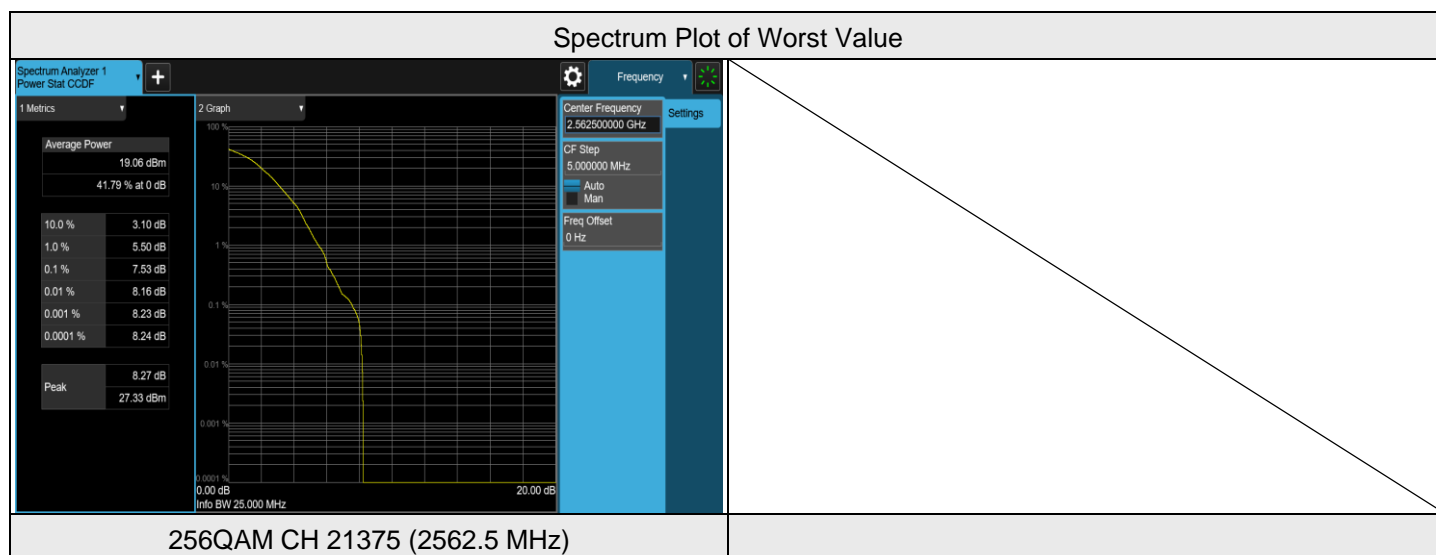 Spectrum Plot of Worst Value
Spectrum Analyzer 1
Power Stat CCDF
+
Frequency
1 Metrics
2 Graph
Center Frequency
2.562500000 GHz
Settings
CF Step
5.000000 MHz
Auto
Man
Freq Offset
0 Hz
Average Power
19.06 dBm
41.79 % at 0 dB
10.0 % 3.10 dB
1.0 % 5.50 dB
0.1 % 7.53 dB
0.01 % 8.16 dB
0.001 % 8.23 dB
0.0001 % 8.24 dB
Peak 8.27 dB
27.33 dBm
100 %
10 %
1 %
0.1 %
0.01 %
0.001 %
0.0001 %
0.00 dB 20.00 dB
Info BW 25.000 MHz
256QAM CH 21375 (2562.5 MHz)